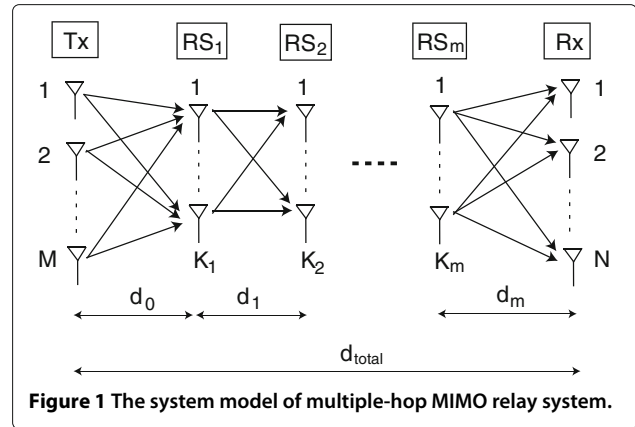 Tx RS₁ RS₂ RSₘ Rx
1 1 1 1 1
2 2
M K₁ K₂ Kₘ N
d₀ d₁ dₘ
d_total
Figure 1 The system model of multiple-hop MIMO relay system.